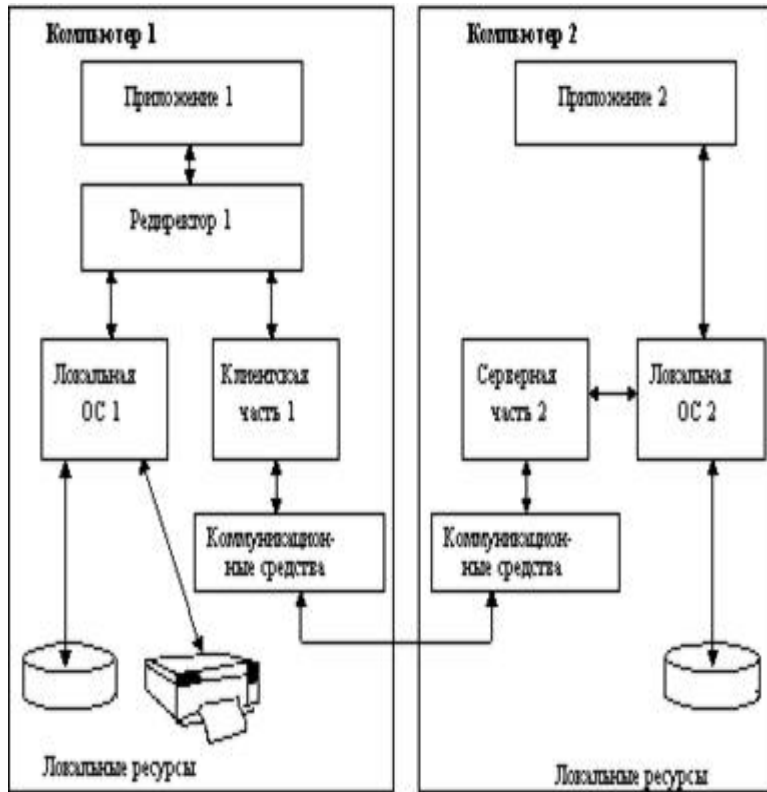 Компьютер 1
Приложение 1
Редиректор 1
Локальная
ОС 1
Клиентская
часть 1
Коммуникацион-
ные средства
Локальные ресурсы
Компьютер 2
Приложение 2
Серверная
часть 2
Локальная
ОС 2
Коммуникацион-
ные средства
Локальные ресурсы